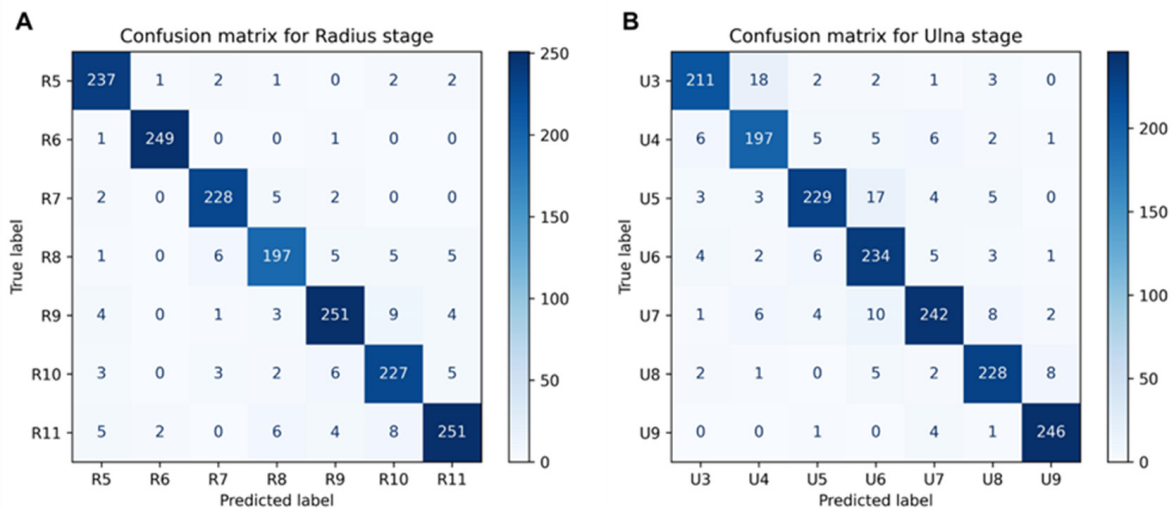 A
Confusion matrix for Radius stage
True label
R5 237 1 2 1 0 2 2
R6 1 249 0 0 1 0 0
R7 2 0 228 5 2 0 0
R8 1 0 6 197 5 5 5
R9 4 0 1 3 251 9 4
R10 3 0 3 2 6 227 5
R11 5 2 0 6 4 8 251
R5 R6 R7 R8 R9 R10 R11
Predicted label
250
200
150
100
50
0
B
Confusion matrix for Ulna stage
True label
U3 211 18 2 2 1 3 0
U4 6 197 5 5 6 2 1
U5 3 3 229 17 4 5 0
U6 4 2 6 234 5 3 1
U7 1 6 4 10 242 8 2
U8 2 1 0 5 2 228 8
U9 0 0 1 0 4 1 246
U3 U4 U5 U6 U7 U8 U9
Predicted label
200
150
100
50
0